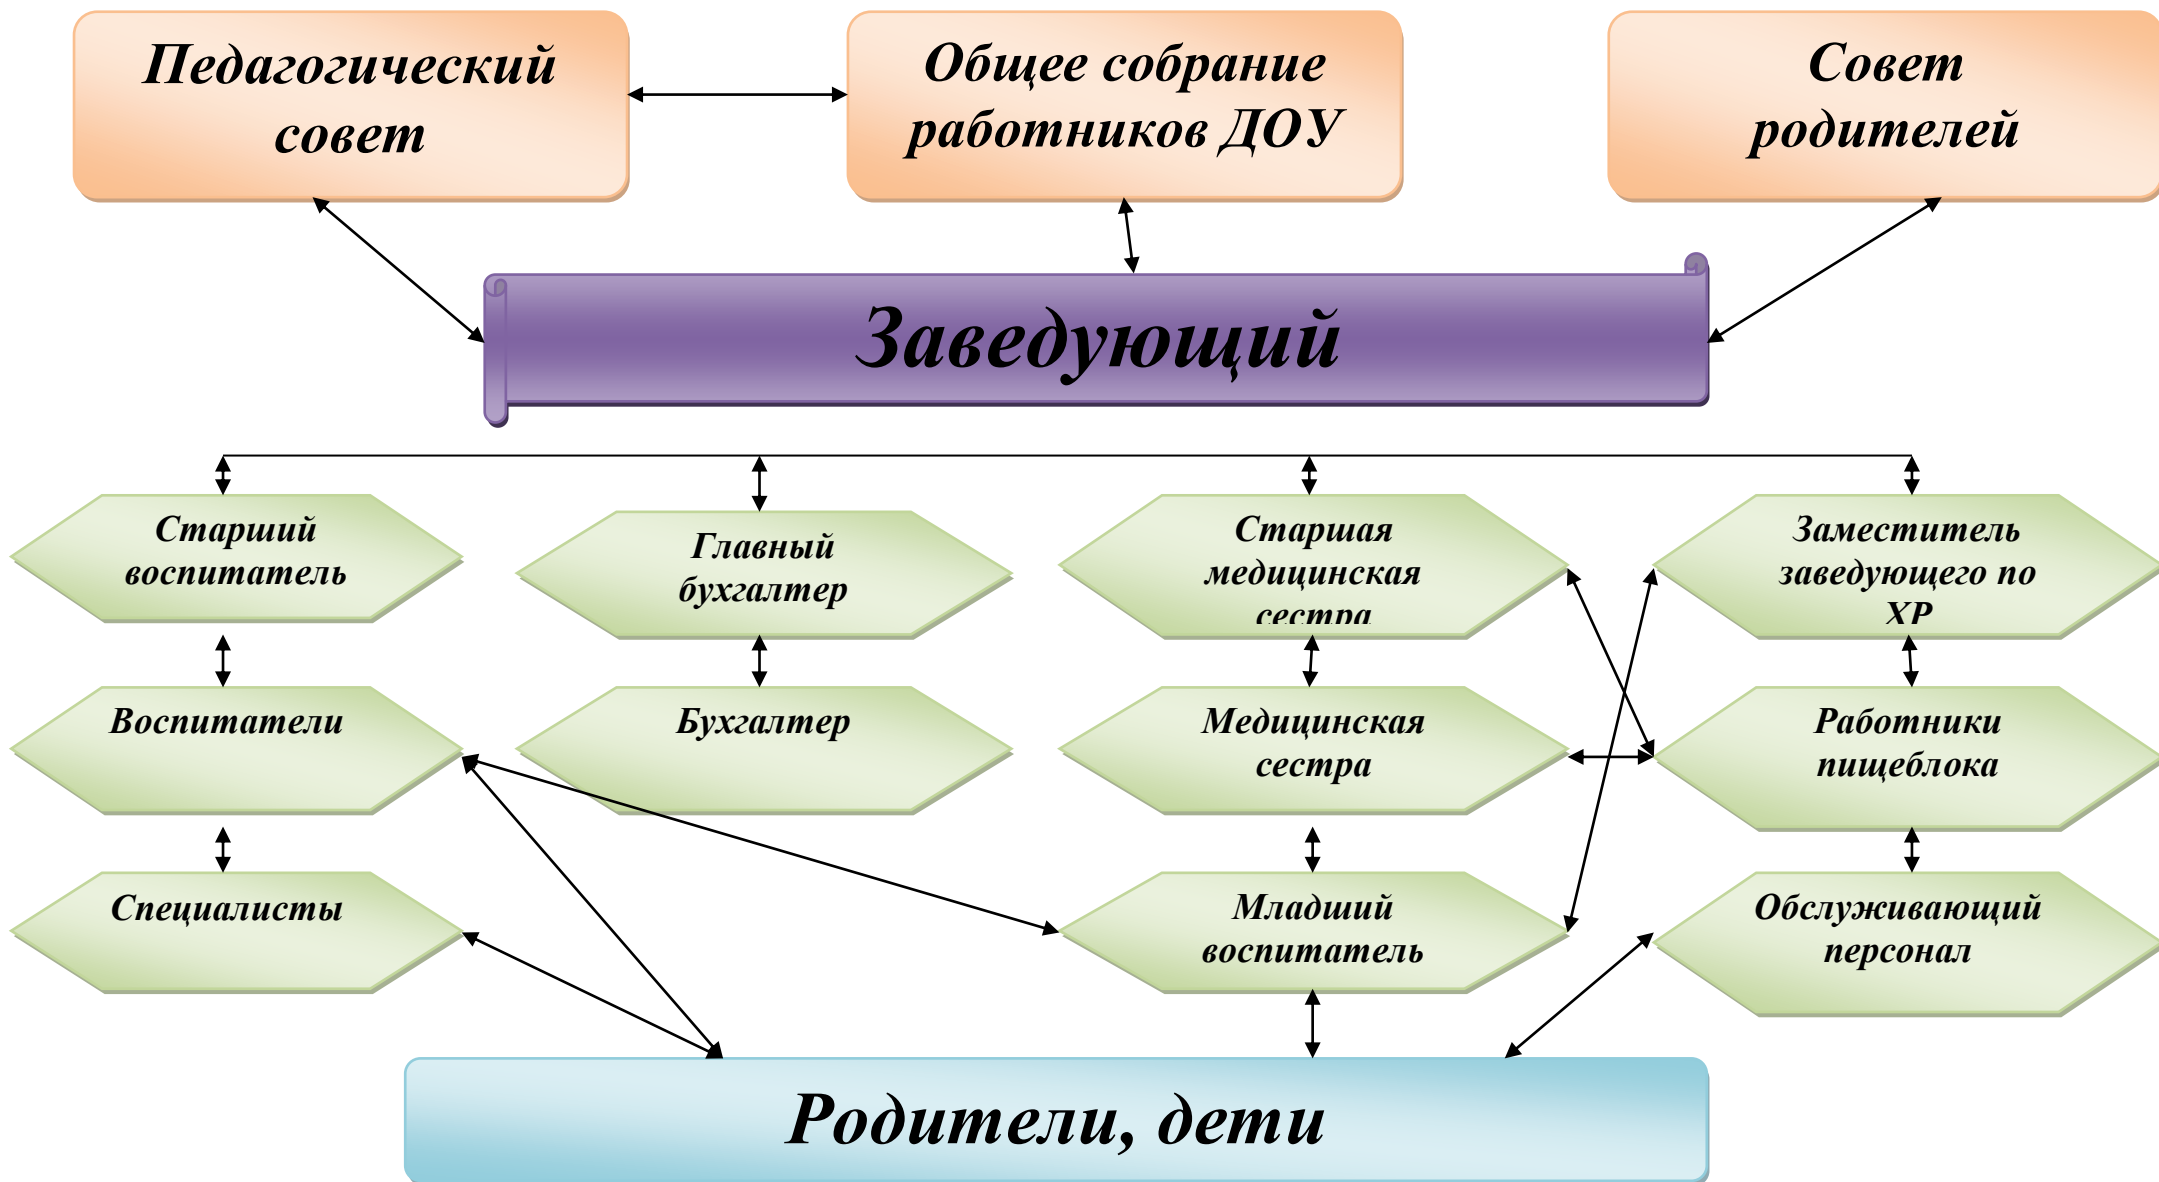 Педагогический
совет
Общее собрание
работников ДОУ
Совет
родителей
Заведующий
Старший
воспитатель
Главный
бухгалтер
Старшая
медицинская
сестра
Заместитель
заведующего по
ХР
Воспитатели
Бухгалтер
Медицинская
сестра
Работники
пищеблока
Специалисты
Младший
воспитатель
Обслуживающий
персонал
Родители, дети